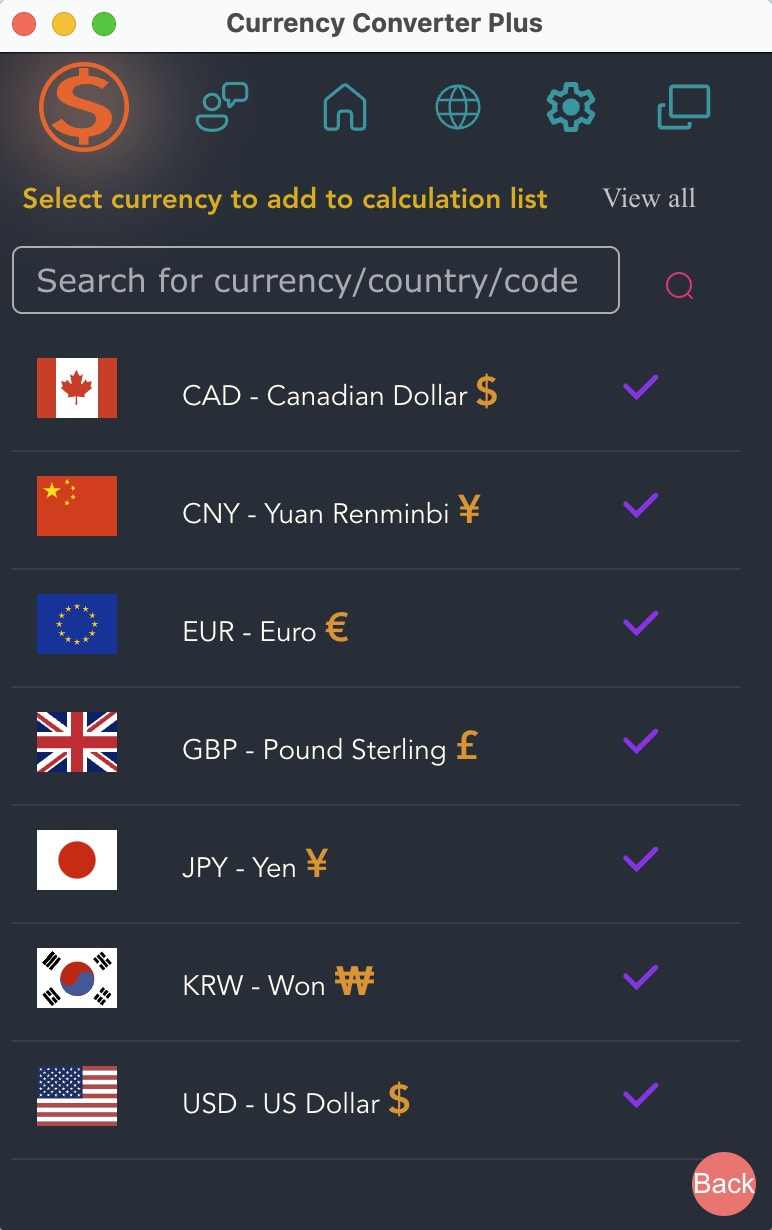 Currency Converter Plus
$
Select currency to add to calculation list View all
Search for currency/country/code
CAD - Canadian Dollar $
CNY - Yuan Renminbi ¥
EUR - Euro €
GBP - Pound Sterling £
JPY - Yen ¥
KRW - Won ₩
USD - US Dollar $
Back